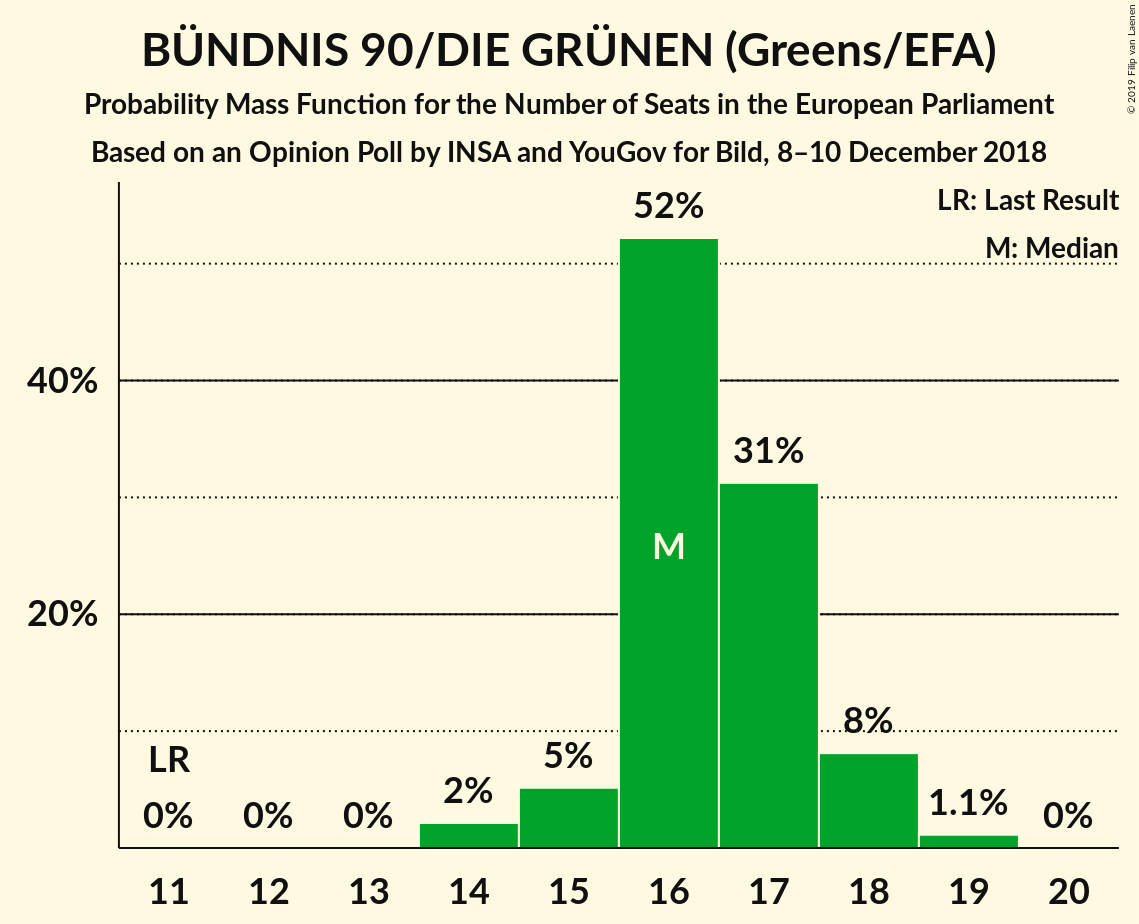 BÜNDNIS 90/DIE GRÜNEN (Greens/EFA)
Probability Mass Function for the Number of Seats in the European Parliament
Based on an Opinion Poll by INSA and YouGov for Bild, 8–10 December 2018
© 2019 Filip van Laenen
LR: Last Result
M: Median
52%
40%
31%
M
20%
LR
0%
0%
0%
2%
5%
8%
1.1%
0%
11 12 13 14 15 16 17 18 19 20